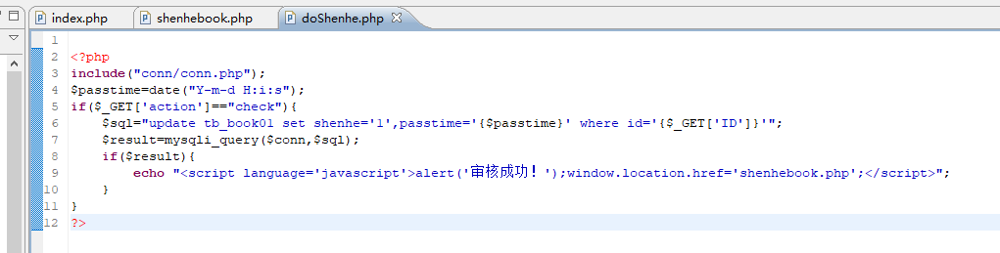 index.php shenhebook.php doShenhe.php
1
2 <?php
3 include("conn/conn.php");
4 $passtime=date("Y-m-d H:i:s");
5 if($_GET['action']=="check"){
6 $sql="update tb_book01 set shenhe='1',passtime='{$passtime}' where id='{$_GET['ID']}'";
7 $result=mysqli_query($conn,$sql);
8 if($result){
9 echo "<script language='javascript'>alert('审核成功！');window.location.href='shenhebook.php';</script>";
10 }
11 }
12 ?>